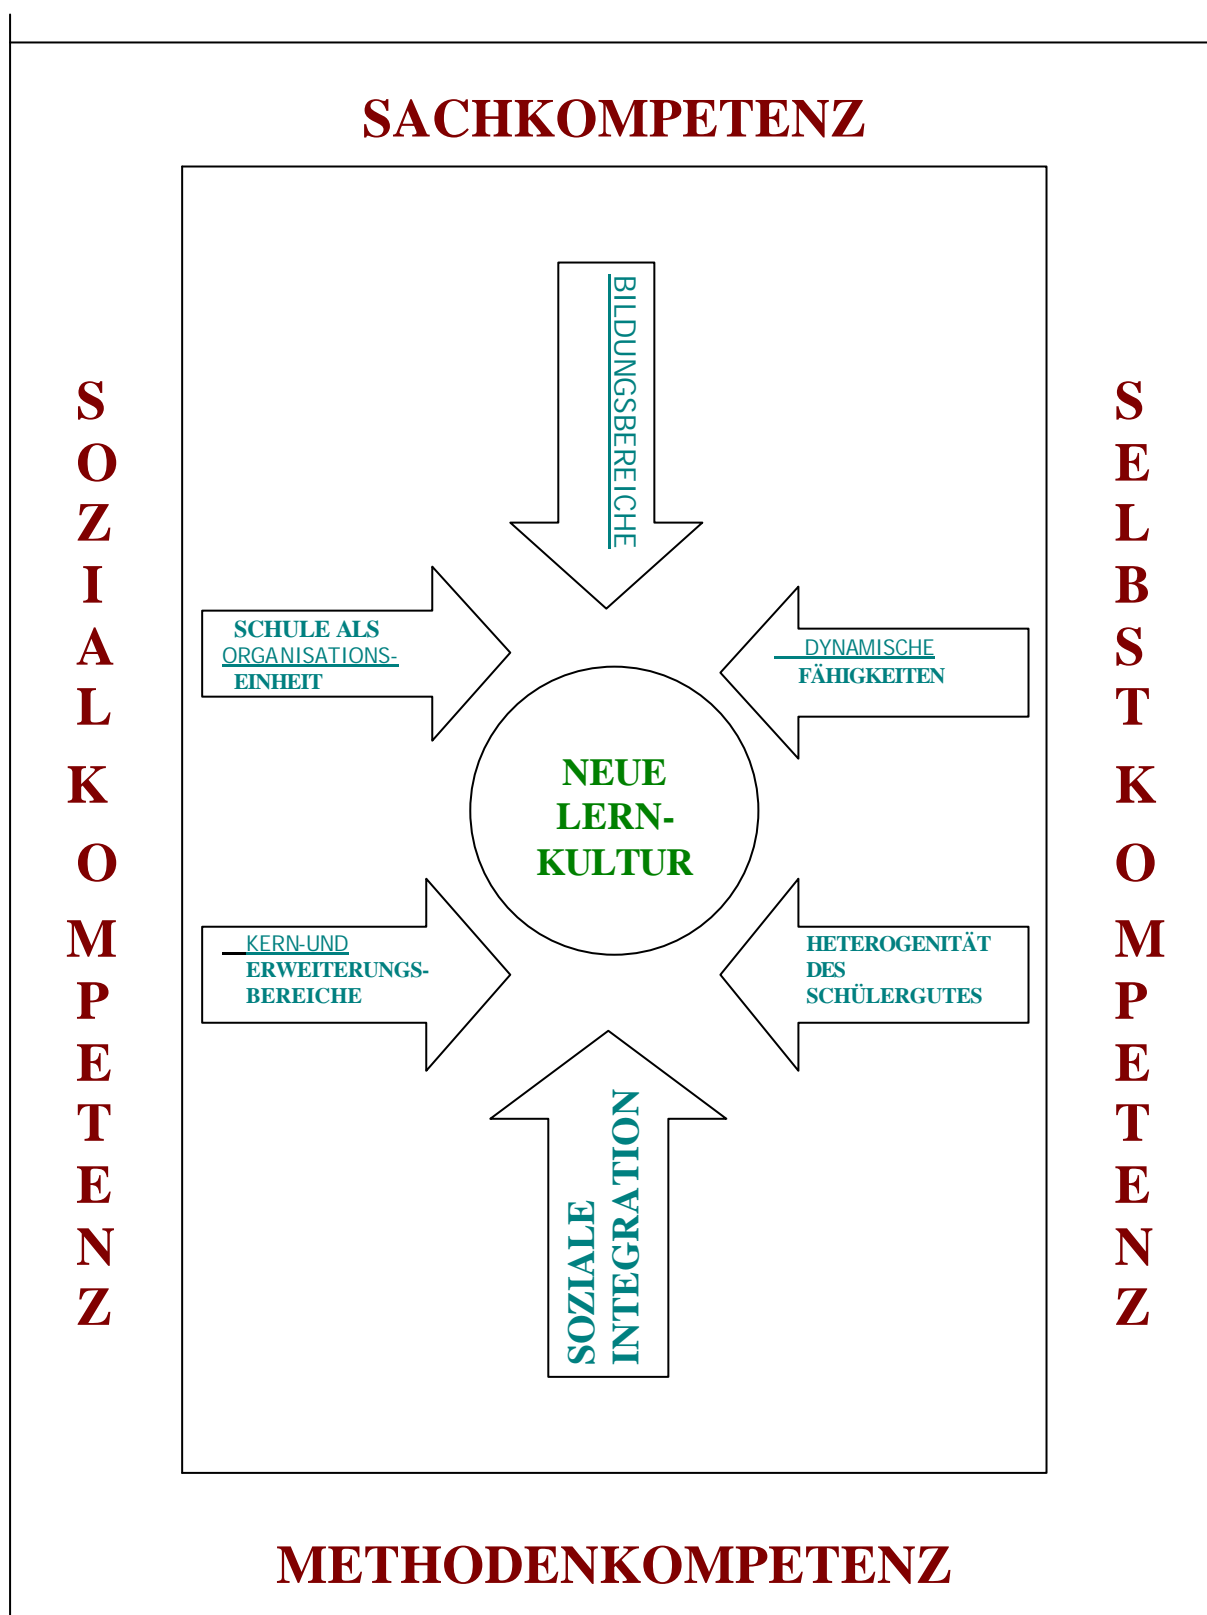 SACHKOMPETENZ
BILDUNGSBEREICHE
SOZIALKOMPETENZ
SELBSTKOMPETENZ
SCHULE ALS
ORGANISATIONS-
EINHEIT
DYNAMISCHE
FÄHIGKEITEN
NEUE
LERN-
KULTUR
KERN-UND
ERWEITERUNGS-
BEREICHE
HETEROGENITÄT
DES
SCHÜLERGUTES
SOZIALE
INTEGRATION
METHODENKOMPETENZ